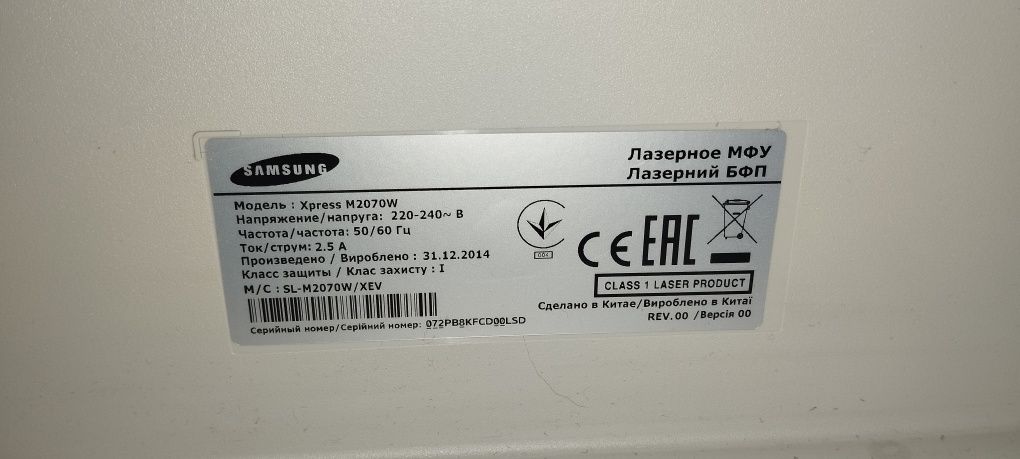 SAMSUNG
Лазерное МФУ
Лазерний БФП
Модель : Xpress M2070W
Напряжение/напруга: 220-240~ В
Частота/частота: 50/60 Гц
Ток/струм: 2.5 А
Произведено / Вироблено : 31.12.2014
Класс защиты / Клас захисту : I
M/C : SL-M2070W/XEV
Серийный номер/Серійний номер: 072PB8KFCD00LSD
CE EAC
CLASS 1 LASER PRODUCT
Сделано в Китае/Вироблено в Китаї
REV.00 /Версія 00